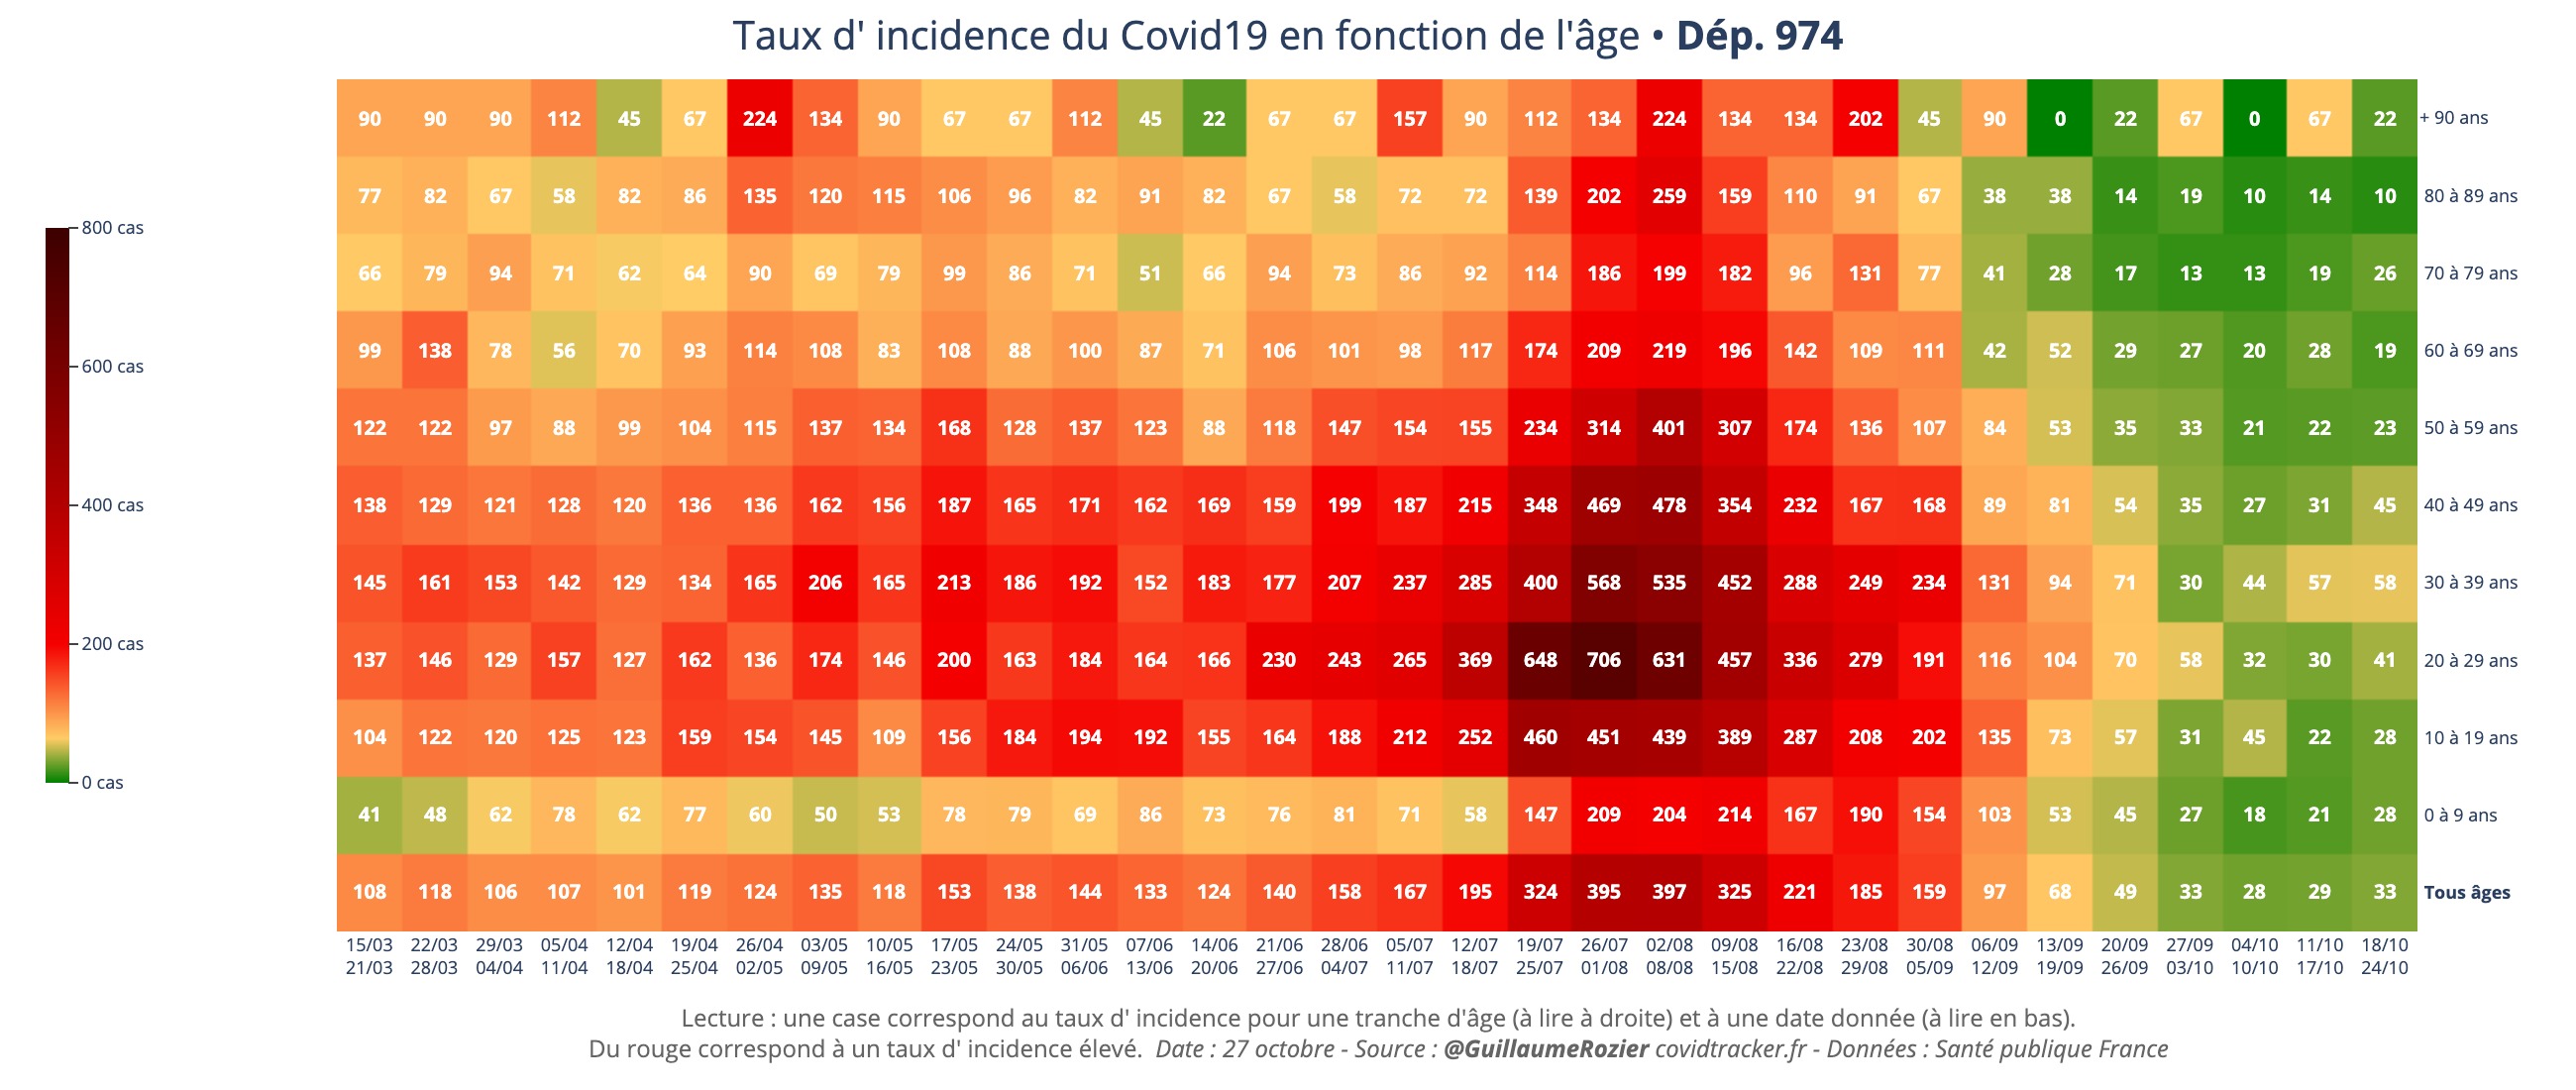 Taux d' incidence du Covid19 en fonction de l'âge • Dép. 974
90 90 90 112 45 67 224 134 90 67 67 112 45 22 67 67 157 90 112 134 224 134 134 202 45 90 0 22 67 0 67 22 + 90 ans
77 82 67 58 82 86 135 120 115 106 96 82 91 82 67 58 72 72 139 202 259 159 110 91 67 38 38 14 19 10 14 10 80 à 89 ans
66 79 94 71 62 64 90 69 79 99 86 71 51 66 94 73 86 92 114 186 199 182 96 131 77 41 28 17 13 13 19 26 70 à 79 ans
99 138 78 56 70 93 114 108 83 108 88 100 87 71 106 101 98 117 174 209 219 196 142 109 111 42 52 29 27 20 28 19 60 à 69 ans
122 122 97 88 99 104 115 137 134 168 128 137 123 88 118 147 154 155 234 314 401 307 174 136 107 84 53 35 33 21 22 23 50 à 59 ans
138 129 121 128 120 136 136 162 156 187 165 171 162 169 159 199 187 215 348 469 478 354 232 167 168 89 81 54 35 27 31 45 40 à 49 ans
145 161 153 142 129 134 165 206 165 213 186 192 152 183 177 207 237 285 400 568 535 452 288 249 234 131 94 71 30 44 57 58 30 à 39 ans
137 146 129 157 127 162 136 174 146 200 163 184 164 166 230 243 265 369 648 706 631 457 336 279 191 116 104 70 58 32 30 41 20 à 29 ans
104 122 120 125 123 159 154 145 109 156 184 194 192 155 164 188 212 252 460 451 439 389 287 208 202 135 73 57 31 45 22 28 10 à 19 ans
41 48 62 78 62 77 60 50 53 78 79 69 86 73 76 81 71 58 147 209 204 214 167 190 154 103 53 45 27 18 21 28 0 à 9 ans
108 118 106 107 101 119 124 135 118 153 138 144 133 124 140 158 167 195 324 395 397 325 221 185 159 97 68 49 33 28 29 33 Tous âges
15/03 22/03 29/03 05/04 12/04 19/04 26/04 03/05 10/05 17/05 24/05 31/05 07/06 14/06 21/06 28/06 05/07 12/07 19/07 26/07 02/08 09/08 16/08 23/08 30/08 06/09 13/09 20/09 27/09 04/10 11/10 18/10
21/03 28/03 04/04 11/04 18/04 25/04 02/05 09/05 16/05 23/05 30/05 06/06 13/06 20/06 27/06 04/07 11/07 18/07 25/07 01/08 08/08 15/08 22/08 29/08 05/09 12/09 19/09 26/09 03/10 10/10 17/10 24/10
800 cas
600 cas
400 cas
200 cas
0 cas
Lecture : une case correspond au taux d' incidence pour une tranche d'âge (à lire à droite) et à une date donnée (à lire en bas).
Du rouge correspond à un taux d' incidence élevé. Date : 27 octobre - Source : @GuillaumeRozier covidtracker.fr - Données : Santé publique France